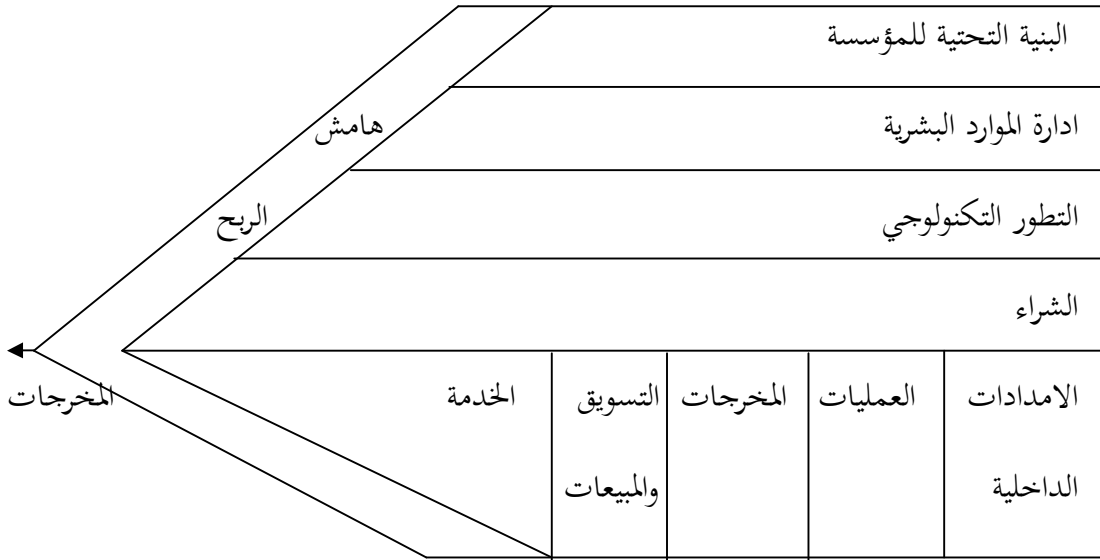 البنية التحتية للمؤسسة
ادارة الموارد البشرية
هامش
التطور التكنولوجي
الربح
الشراء
الامدادات
الداخلية
العمليات
المخرجات
التسويق
والمبيعات
الخدمة
المخرجات